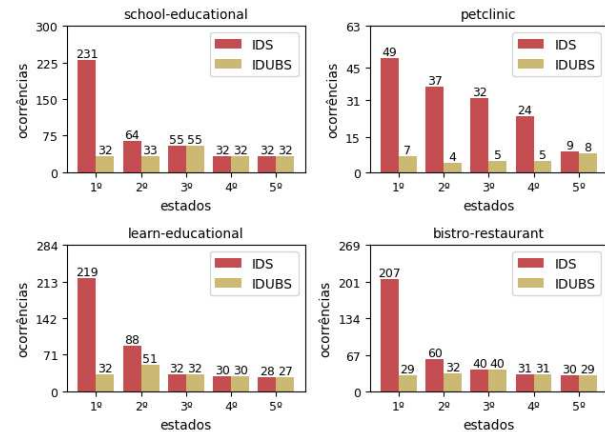 school-educational
300
225
150
75
0
ocorrências
231
32
64
33
55
55
32
32
32
32
IDS
IDUBS
1º
2º
3º
4º
5º
estados
petclinic
63
45
31
15
0
ocorrências
49
7
37
4
32
5
24
5
9
8
IDS
IDUBS
1º
2º
3º
4º
5º
estados
learn-educational
284
213
142
71
0
ocorrências
219
32
88
51
32
32
30
30
28
27
IDS
IDUBS
1º
2º
3º
4º
5º
estados
bistro-restaurant
269
201
134
67
0
ocorrências
207
29
60
32
40
40
31
31
30
29
IDS
IDUBS
1º
2º
3º
4º
5º
estados